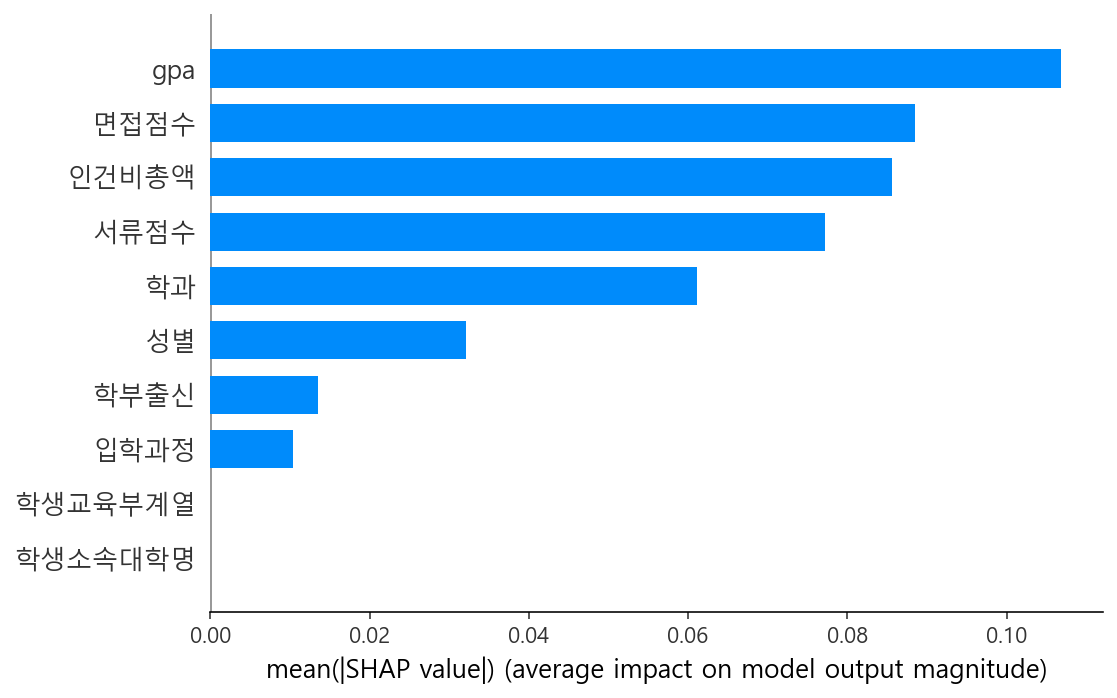 gpa
면접점수
인건비총액
서류점수
학과
성별
학부출신
입학과정
학생교육부계열
학생소속대학명
0.00 0.02 0.04 0.06 0.08 0.10
mean(|SHAP value|) (average impact on model output magnitude)